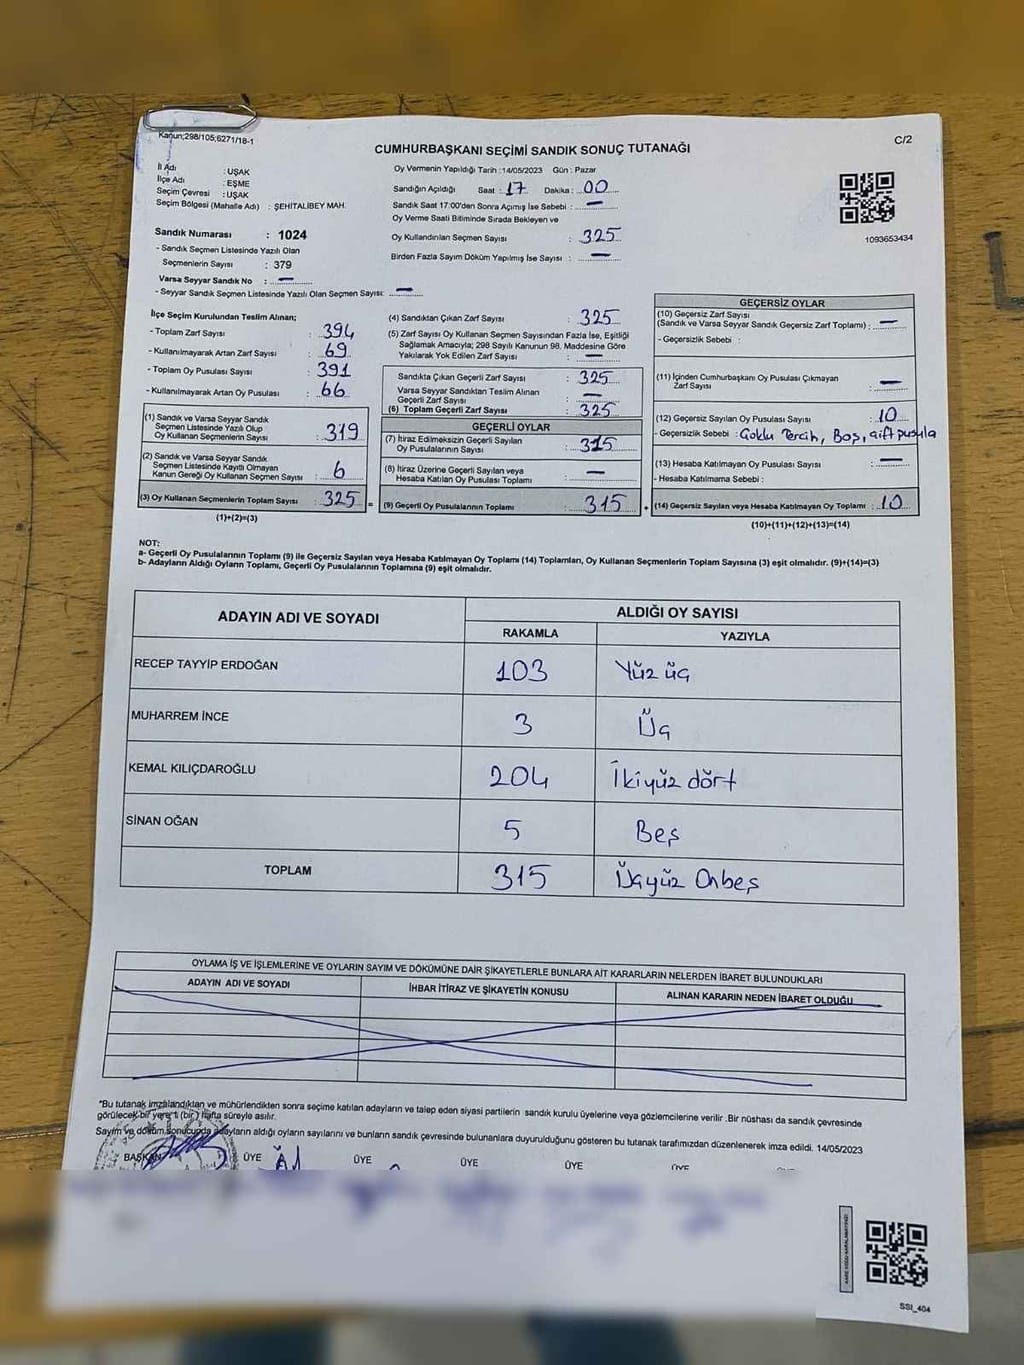 Kanun;298/105;6271/18-1
C/2
CUMHURBAŞKANI SEÇİMİ SANDIK SONUÇ TUTANAĞI
İl Adı : UŞAK
İlçe Adı : EŞME
Seçim Çevresi : UŞAK
Seçim Bölgesi (Mahalle Adı) : ŞEHİTALİBEY MAH.
Sandık Numarası : 1024
- Sandık Seçmen Listesinde Yazılı Olan
Seçmenlerin Sayısı : 379
Varsa Seyyar Sandık No : —
- Seyyar Sandık Seçmen Listesinde Yazılı Olan Seçmen Sayısı: —
Oy Vermenin Yapıldığı Tarih :14/05/2023 Gün : Pazar
Sandığın Açıldığı Saat : 17 Dakika : 00
Sandık Saat 17:00'den Sonra Açımış İse Sebebi : —
Oy Verme Saati Bitiminde Sırada Bekleyen ve
Oy Kullandırılan Seçmen Sayısı : 325
Birden Fazla Sayım Döküm Yapılmış İse Sayısı : —
1093653434
İlçe Seçim Kurulundan Teslim Alınan;
- Toplam Zarf Sayısı : 394
- Kullanılmayarak Artan Zarf Sayısı : 69
- Toplam Oy Pusulası Sayısı : 391
- Kullanılmayarak Artan Oy Pusulası : 66
(1) Sandık ve Varsa Seyyar Sandık
Seçmen Listesinde Yazılı Olup
Oy Kullanan Seçmenlerin Sayısı : 319
(2) Sandık ve Varsa Seyyar Sandık
Seçmen Listesinde Kayıtlı Olmayan
Kanun Gereği Oy Kullanan Seçmen Sayısı : 6
(3) Oy Kullanan Seçmenlerin Toplam Sayısı : 325 =
(1)+(2)=(3)
(4) Sandıktan Çıkan Zarf Sayısı : 325
(5) Zarf Sayısı Oy Kullanan Seçmen Sayısından Fazla İse, Eşitliği
Sağlamak Amacıyla; 298 Sayılı Kanunun 98. Maddesine Göre
Yakılarak Yok Edilen Zarf Sayısı : —
Sandıkta Çıkan Geçerli Zarf Sayısı : 325
Varsa Seyyar Sandıktan Teslim Alınan
Geçerli Zarf Sayısı : —
(6) Toplam Geçerli Zarf Sayısı : 325
GEÇERLİ OYLAR
(7) İtiraz Edilmeksizin Geçerli Sayılan
Oy Pusulalarının Sayısı : 315
(8) İtiraz Üzerine Geçerli Sayılan veya
Hesaba Katılan Oy Pusulası Toplamı : —
(9) Geçerli Oy Pusulalarının Toplamı : 315 +
GEÇERSİZ OYLAR
(10) Geçersiz Zarf Sayısı
(Sandık ve Varsa Seyyar Sandık Geçersiz Zarf Toplamı) : —
- Geçersizlik Sebebi :
(11) İçinden Cumhurbaşkanı Oy Pusulası Çıkmayan
Zarf Sayısı : —
(12) Geçersiz Sayılan Oy Pusulası Sayısı : 10
- Geçersizlik Sebebi : Çoklu Tercih, Boş, çift pusula
(13) Hesaba Katılmayan Oy Pusulası Sayısı : —
- Hesaba Katılmama Sebebi :
(14) Geçersiz Sayılan veya Hesaba Katılmayan Oy Toplamı : 10
(10)+(11)+(12)+(13)=(14)
NOT:
a- Geçerli Oy Pusulalarının Toplamı (9) ile Geçersiz Sayılan veya Hesaba Katılmayan Oy Toplamı (14) Toplamları, Oy Kullanan Seçmenlerin Toplam Sayısına (3) eşit olmalıdır. (9)+(14)=(3)
b- Adayların Aldığı Oyların Toplamı, Geçerli Oy Pusulalarının Toplamına (9) eşit olmalıdır.
ADAYIN ADI VE SOYADI ALDIĞI OY SAYISI
RAKAMLA YAZIYLA
RECEP TAYYİP ERDOĞAN 103 Yüz üç
MUHARREM İNCE 3 Üç
KEMAL KILIÇDAROĞLU 204 İkiyüz dört
SİNAN OĞAN 5 Beş
TOPLAM 315 Üçyüz Onbeş
OYLAMA İŞ VE İŞLEMLERİNE VE OYLARIN SAYIM VE DÖKÜMÜNE DAİR ŞİKAYETLERLE BUNLARA AİT KARARLARIN NELERDEN İBARET BULUNDUKLARI
ADAYIN ADI VE SOYADI İHBAR İTİRAZ VE ŞİKAYETİN KONUSU ALINAN KARARIN NEDEN İBARET OLDUĞU
*Bu tutanak imzalandıktan ve mühürlendikten sonra seçime katılan adayların ve talep eden siyasi partilerin sandık kurulu üyelerine veya gözlemcilerine verilir .Bir nüshası da sandık çevresinde
görülecek bir yere 1 (bir) hafta süreyle asılır.
Sayım ve döküm sonucunda adayların aldığı oyların sayılarını ve bunların sandık çevresinde bulunanlara duyurulduğunu gösteren bu tutanak tarafımızdan düzenlenerek imza edildi. 14/05/2023
BAŞKAN ÜYE ÜYE ÜYE ÜYE ÜYE
SSI_404